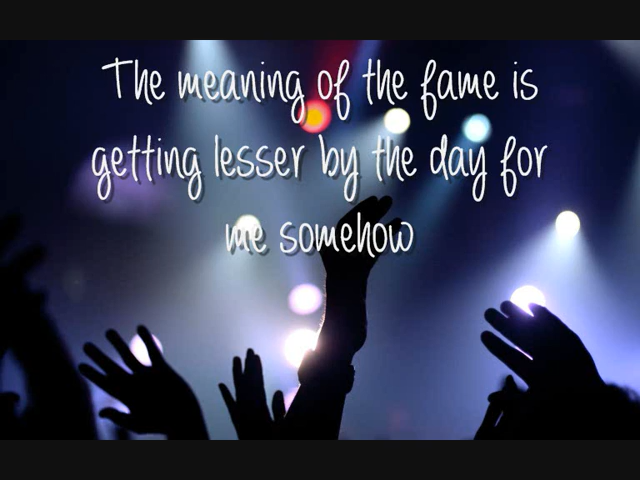 The meaning of the fame is
getting lesser by the day for
me somehow